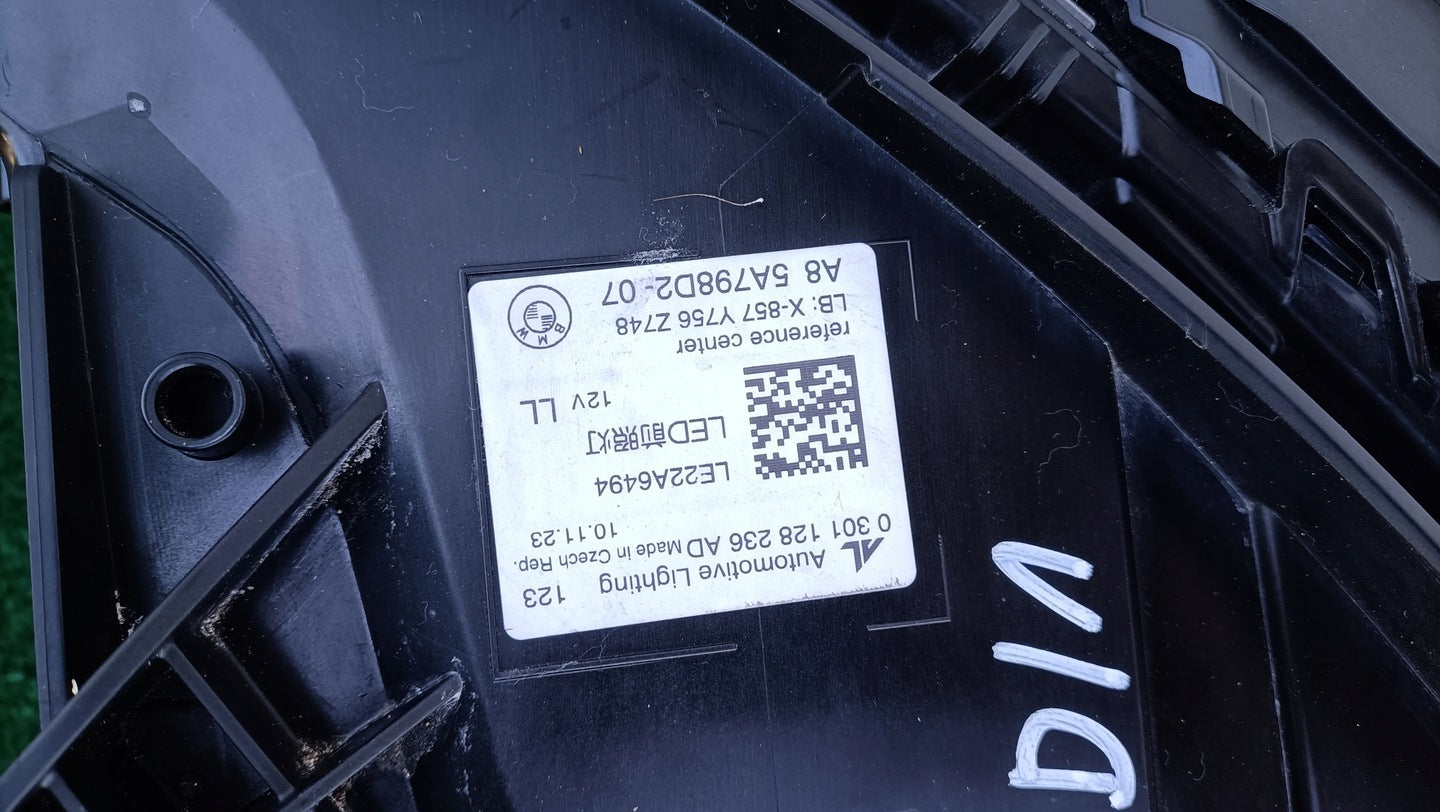 Automotive Lighting 123
0 301 128 236 AD Made in Czech Rep.
10.11.23
LE22A6494
LED前照灯
12V LL
reference center
LB: X-857 Y756 Z748
A8 5A798D2-07
BMW
DIA